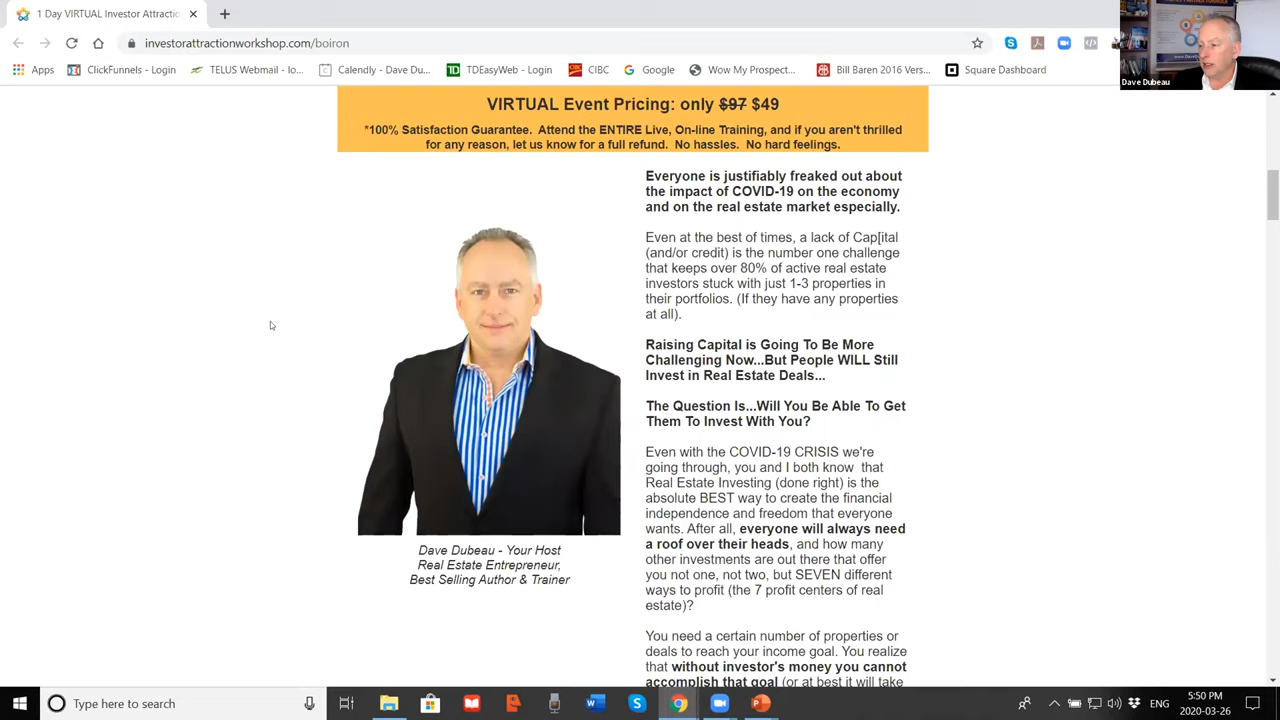 1 Day VIRTUAL Investor Attractio
investorattractionworkshop.com/boiron
Apps
ClickFunnels - Login
TELUS Webmail - lo...
Calendly - Dave Du...
TDEasyWeb - Login
CIBC
Google
Wow My Prospect...
Bill Baren 2016 Vers...
Square Dashboard
Dave Dubeau
VIRTUAL Event Pricing: only $97 $49
*100% Satisfaction Guarantee. Attend the ENTIRE Live, On-line Training, and if you aren't thrilled
for any reason, let us know for a full refund. No hassles. No hard feelings.
Everyone is justifiably freaked out about
the impact of COVID-19 on the economy
and on the real estate market especially.
Even at the best of times, a lack of Cap[ital
(and/or credit) is the number one challenge
that keeps over 80% of active real estate
investors stuck with just 1-3 properties in
their portfolios. (If they have any properties
at all).
Raising Capital is Going To Be More
Challenging Now...But People WILL Still
Invest in Real Estate Deals...
The Question Is...Will You Be Able To Get
Them To Invest With You?
Even with the COVID-19 CRISIS we're
going through, you and I both know that
Real Estate Investing (done right) is the
absolute BEST way to create the financial
independence and freedom that everyone
wants. After all, everyone will always need
a roof over their heads, and how many
other investments are out there that offer
you not one, not two, but SEVEN different
ways to profit (the 7 profit centers of real
estate)?
You need a certain number of properties or
deals to reach your income goal. You realize
that without investor's money you cannot
accomplish that goal (or at best it will take
Dave Dubeau - Your Host
Real Estate Entrepreneur,
Best Selling Author & Trainer
Type here to search
ENG
5:50 PM
2020-03-26